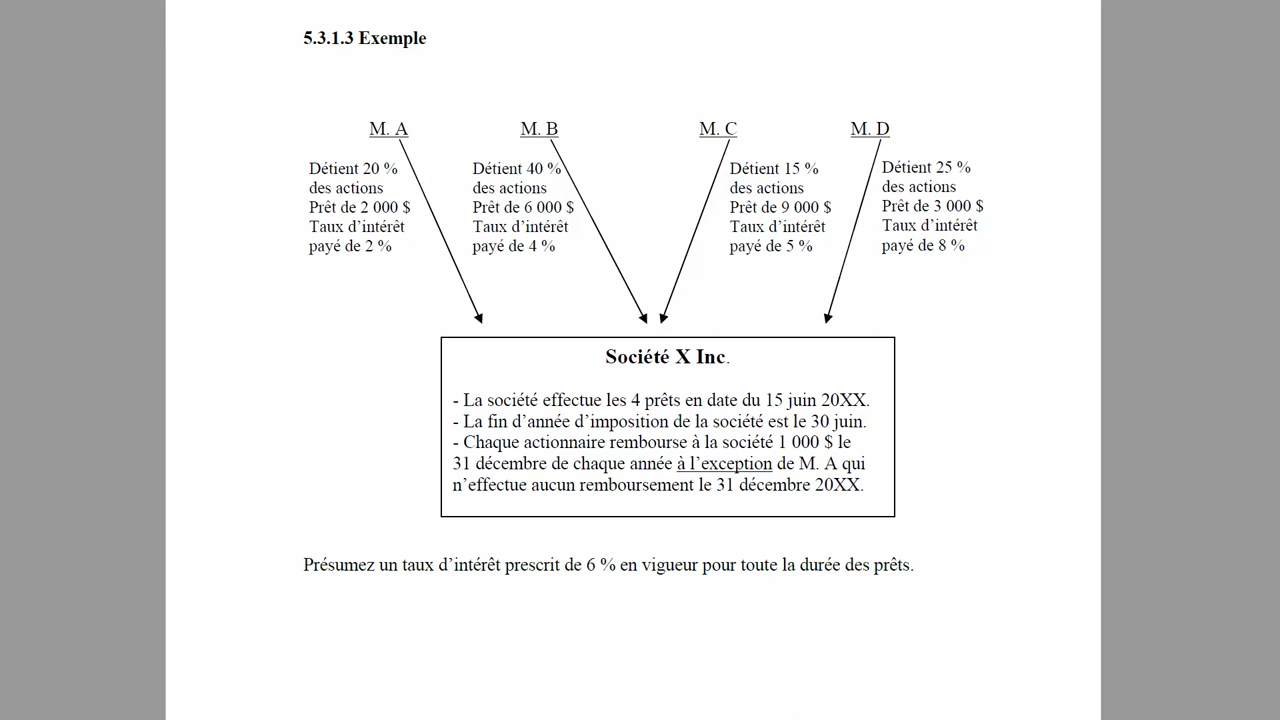 5.3.1.3 Exemple
M. A
M. B
M. C
M. D
Détient 20 %
des actions
Prêt de 2 000 $
Taux d’intérêt
payé de 2 %
Détient 40 %
des actions
Prêt de 6 000 $
Taux d’intérêt
payé de 4 %
Détient 15 %
des actions
Prêt de 9 000 $
Taux d’intérêt
payé de 5 %
Détient 25 %
des actions
Prêt de 3 000 $
Taux d’intérêt
payé de 8 %
Société X Inc.
- La société effectue les 4 prêts en date du 15 juin 20XX.
- La fin d’année d’imposition de la société est le 30 juin.
- Chaque actionnaire rembourse à la société 1 000 $ le
31 décembre de chaque année à l’exception de M. A qui
n’effectue aucun remboursement le 31 décembre 20XX.
Présumez un taux d’intérêt prescrit de 6 % en vigueur pour toute la durée des prêts.